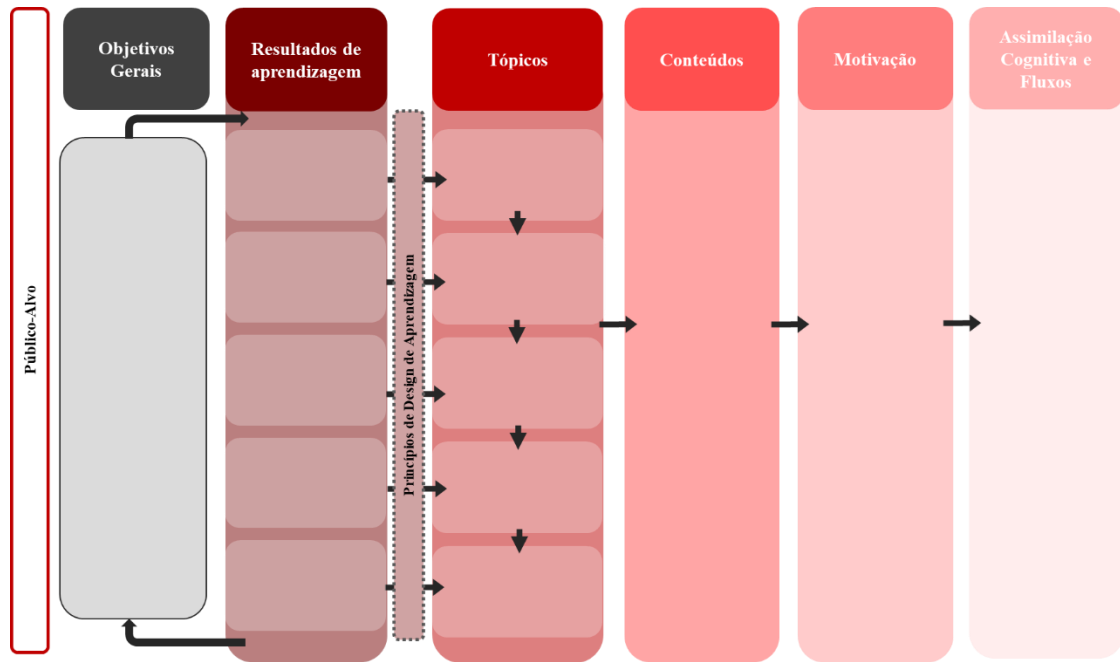 Público-Alvo
Objetivos
Gerais
Resultados de
aprendizagem
Princípios de Design de Aprendizagem
Tópicos
Conteúdos
Motivação
Assimilação
Cognitiva e
Fluxos